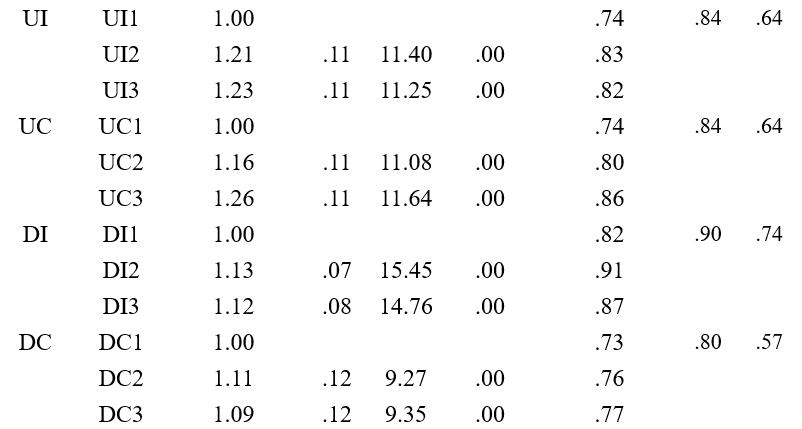 UI UI1 1.00 .74 .84 .64
UI2 1.21 .11 11.40 .00 .83
UI3 1.23 .11 11.25 .00 .82
UC UC1 1.00 .74 .84 .64
UC2 1.16 .11 11.08 .00 .80
UC3 1.26 .11 11.64 .00 .86
DI DI1 1.00 .82 .90 .74
DI2 1.13 .07 15.45 .00 .91
DI3 1.12 .08 14.76 .00 .87
DC DC1 1.00 .73 .80 .57
DC2 1.11 .12 9.27 .00 .76
DC3 1.09 .12 9.35 .00 .77